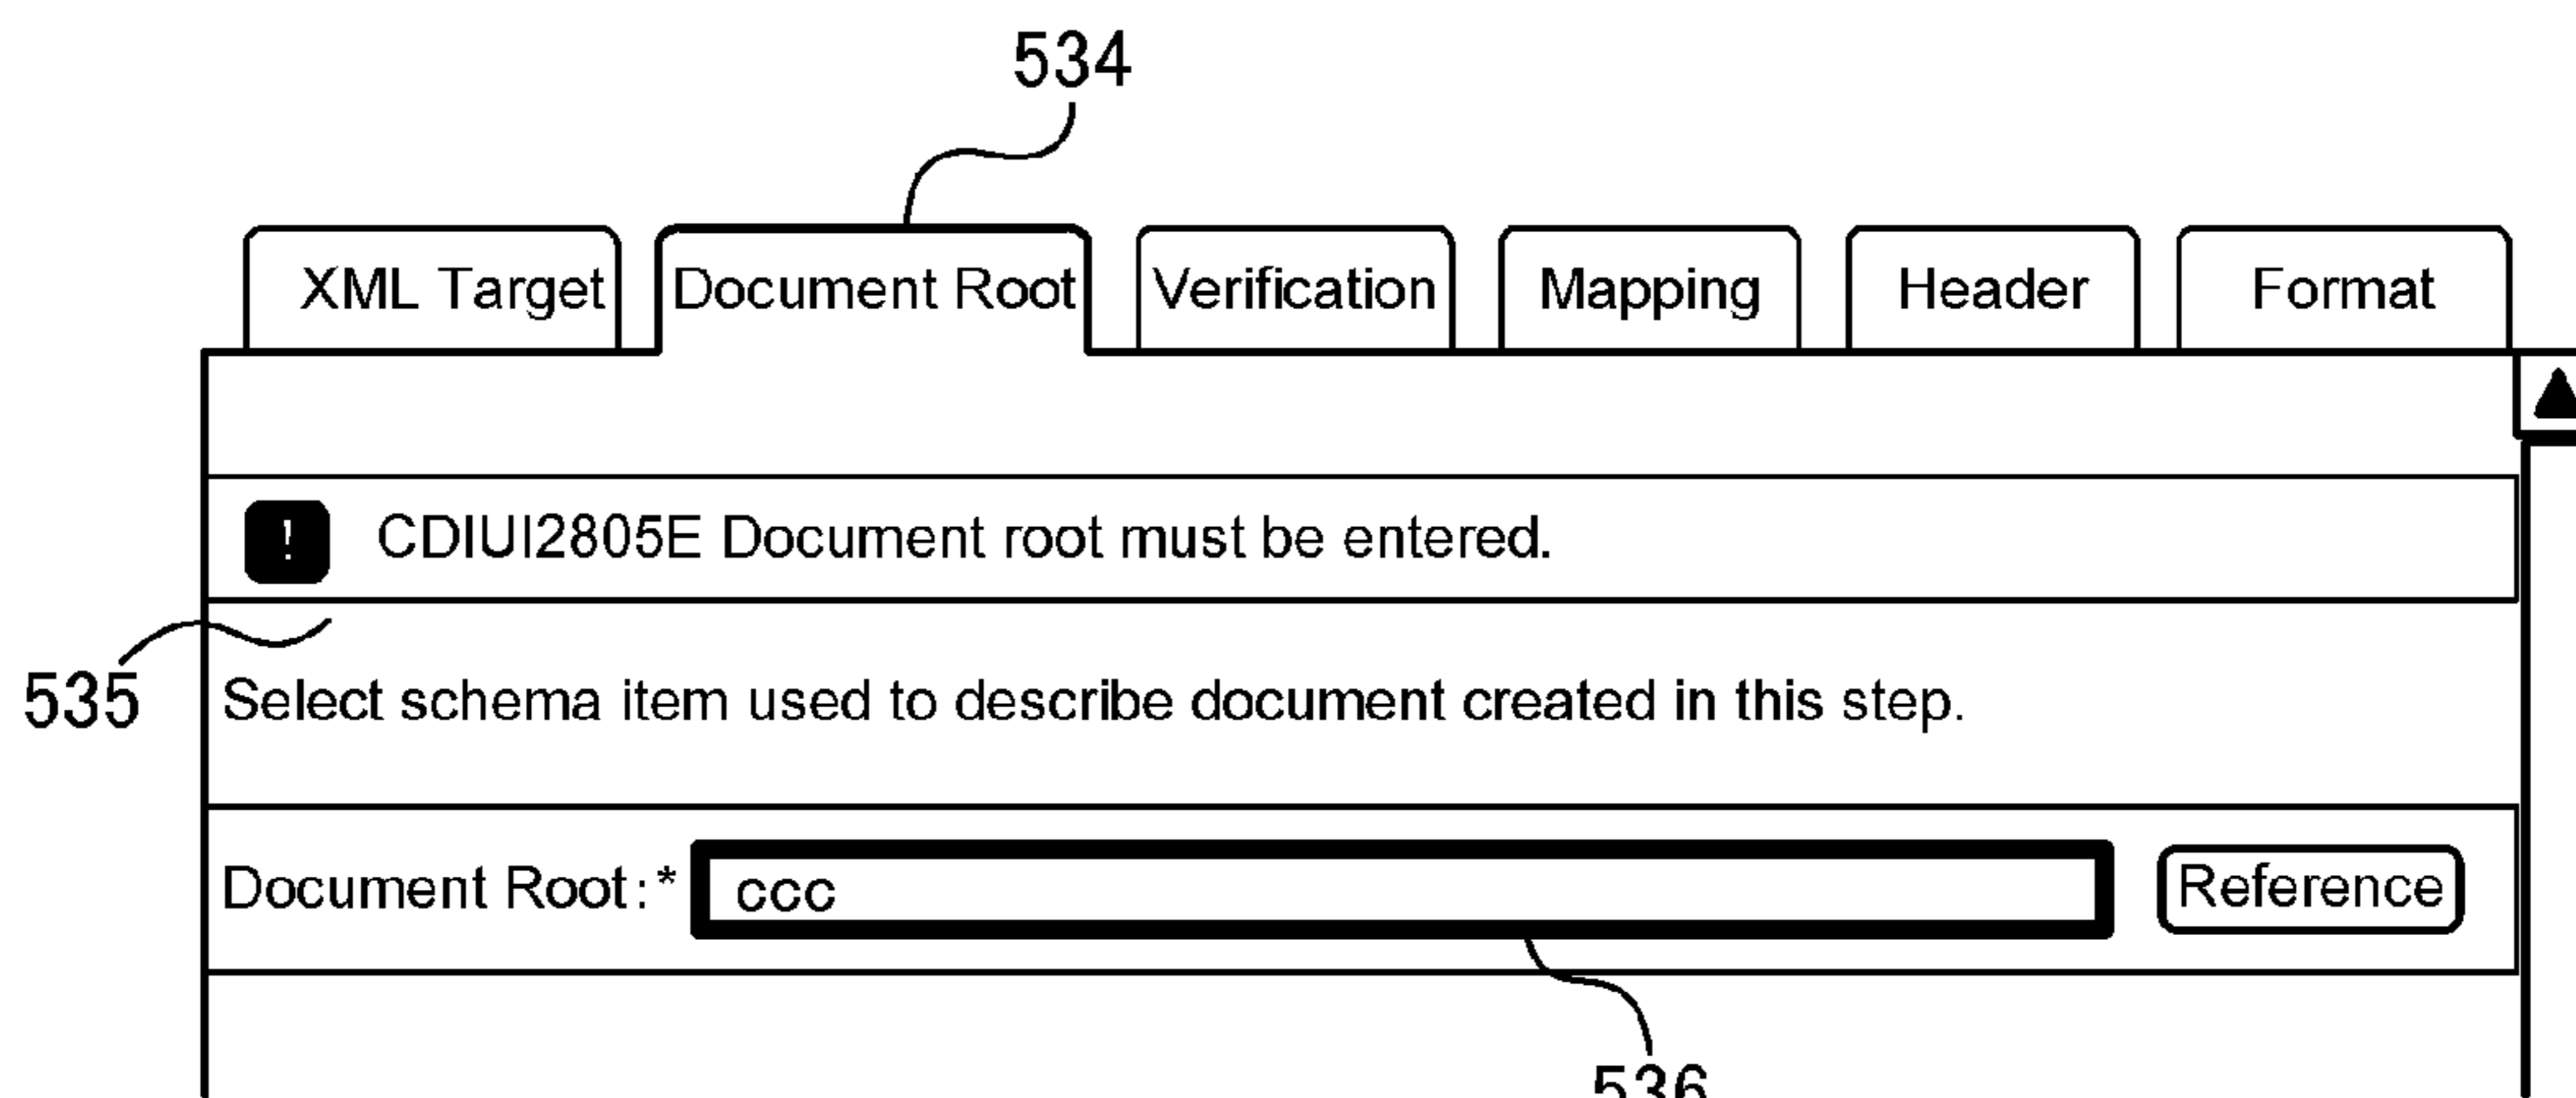 534
XML Target Document Root Verification Mapping Header Format
! CDIUI2805E Document root must be entered.
535
Select schema item used to describe document created in this step.
Document Root:* ccc Reference
536